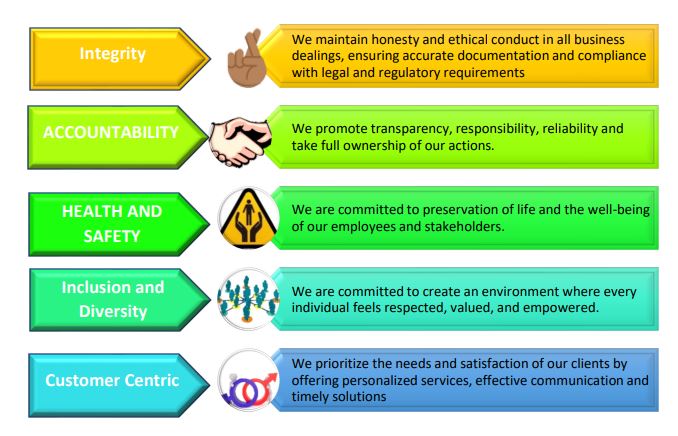 Integrity
We maintain honesty and ethical conduct in all business
dealings, ensuring accurate documentation and compliance
with legal and regulatory requirements
ACCOUNTABILITY
We promote transparency, responsibility, reliability and
take full ownership of our actions.
HEALTH AND
SAFETY
We are committed to preservation of life and the well-being
of our employees and stakeholders.
Inclusion and
Diversity
We are committed to create an environment where every
individual feels respected, valued, and empowered.
Customer Centric
We prioritize the needs and satisfaction of our clients by
offering personalized services, effective communication and
timely solutions